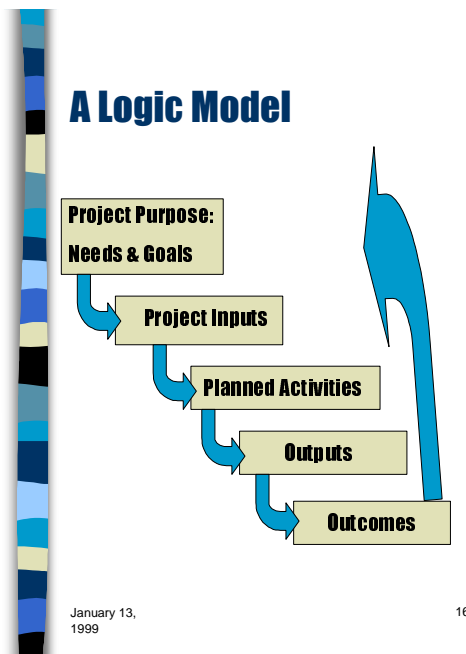 A Logic Model
Project Purpose:
Needs & Goals
Project Inputs
Planned Activities
Outputs
Outcomes
January 13,
1999
16